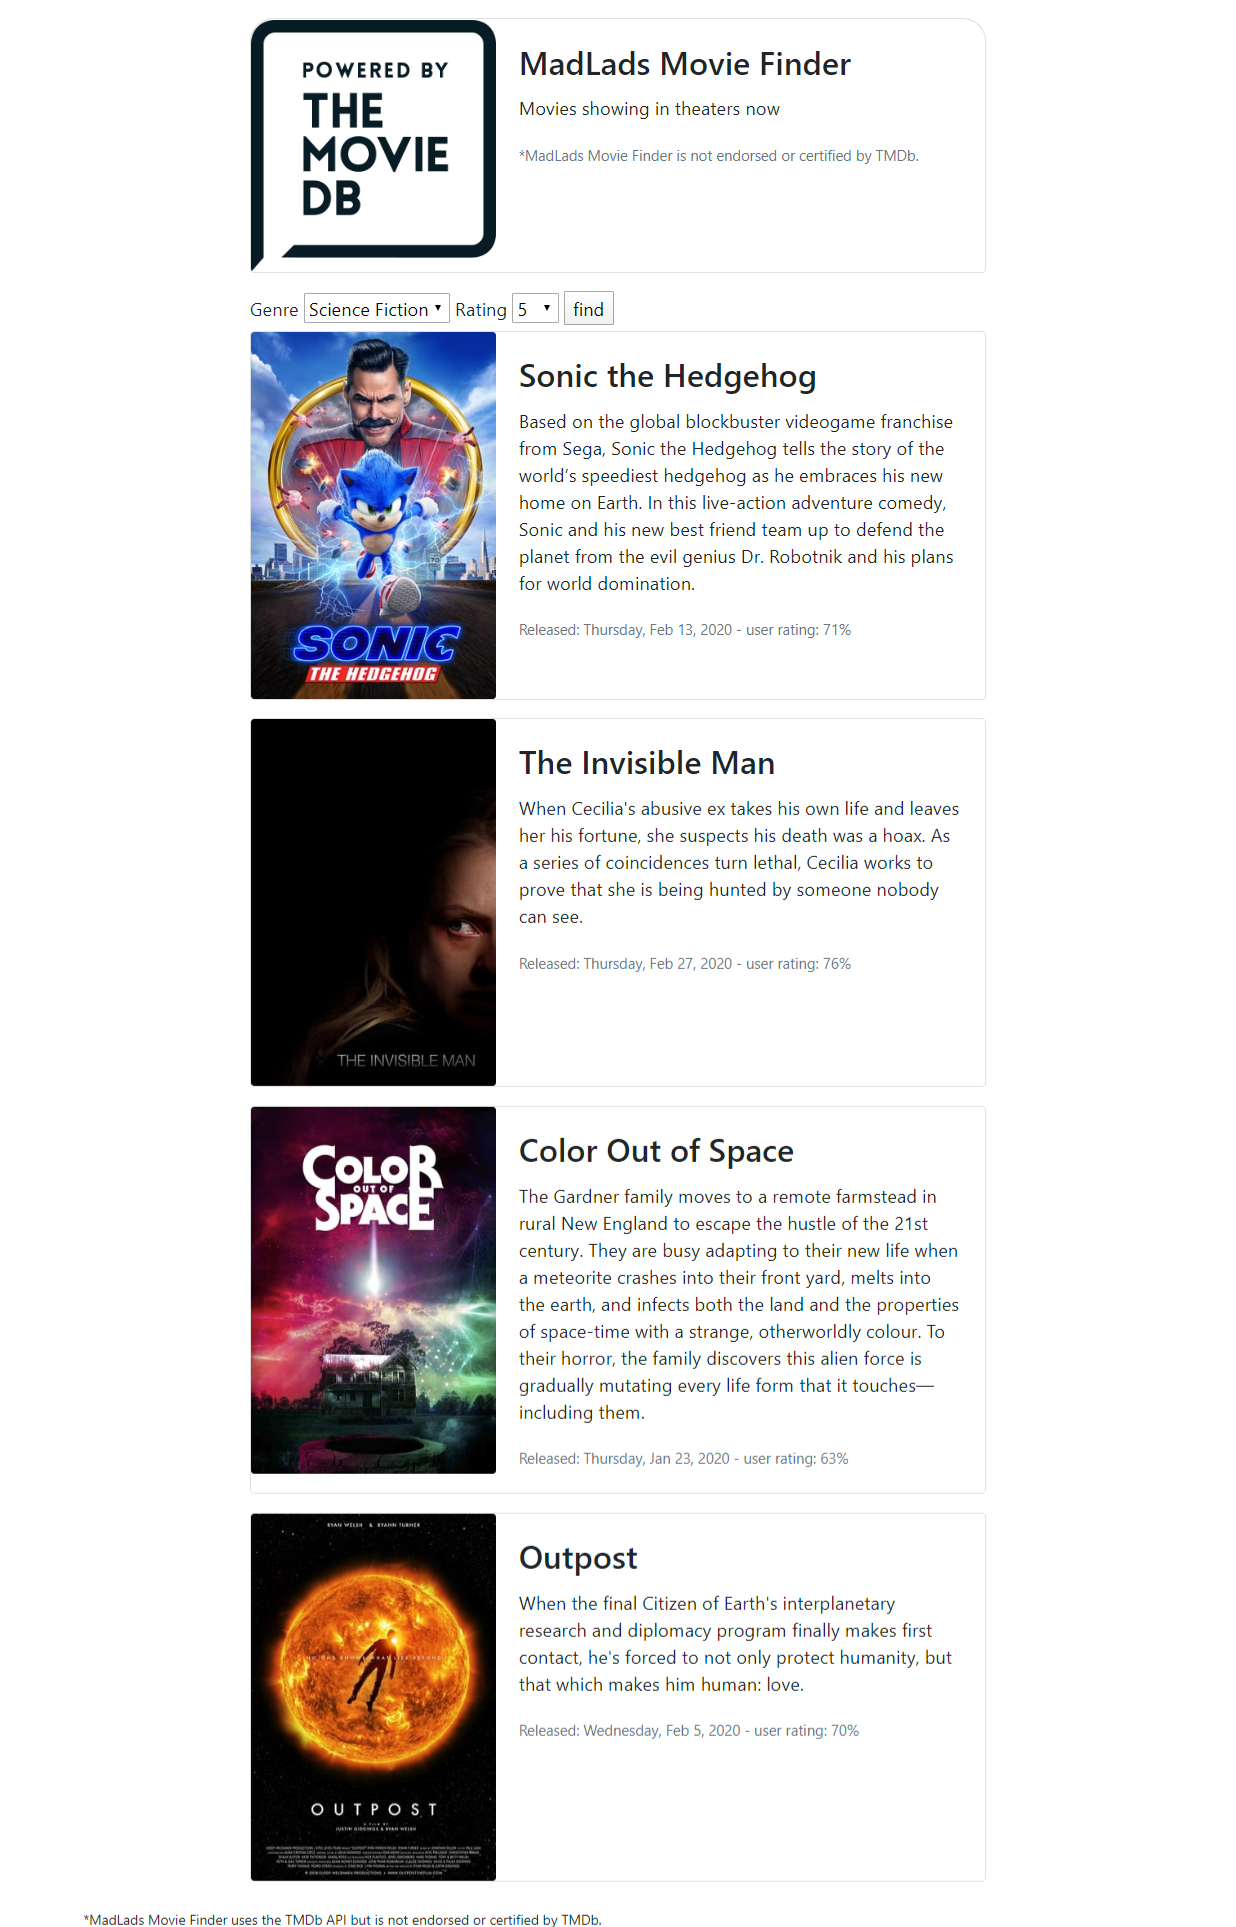 POWERED BY
THE
MOVIE
DB
MadLads Movie Finder
Movies showing in theaters now
*MadLads Movie Finder is not endorsed or certified by TMDb.
Genre Science Fiction Rating 5 find
SONIC
THE HEDGEHOG
Sonic the Hedgehog
Based on the global blockbuster videogame franchise
from Sega, Sonic the Hedgehog tells the story of the
world’s speediest hedgehog as he embraces his new
home on Earth. In this live-action adventure comedy,
Sonic and his new best friend team up to defend the
planet from the evil genius Dr. Robotnik and his plans
for world domination.
Released: Thursday, Feb 13, 2020 - user rating: 71%
THE INVISIBLE MAN
The Invisible Man
When Cecilia's abusive ex takes his own life and leaves
her his fortune, she suspects his death was a hoax. As
a series of coincidences turn lethal, Cecilia works to
prove that she is being hunted by someone nobody
can see.
Released: Thursday, Feb 27, 2020 - user rating: 76%
COLOR
OUT OF
SPACE
Color Out of Space
The Gardner family moves to a remote farmstead in
rural New England to escape the hustle of the 21st
century. They are busy adapting to their new life when
a meteorite crashes into their front yard, melts into
the earth, and infects both the land and the properties
of space-time with a strange, otherworldly colour. To
their horror, the family discovers this alien force is
gradually mutating every life form that it touches—
including them.
Released: Thursday, Jan 23, 2020 - user rating: 63%
RYAN WELSH & RYANN TURNER
NO ONE KNOWS WHAT LIES BEYOND
OUTPOST
A FILM BY
JUSTIN GIDDINGS & RYAN WELSH
Outpost
When the final Citizen of Earth's interplanetary
research and diplomacy program finally makes first
contact, he's forced to not only protect humanity, but
that which makes him human: love.
Released: Wednesday, Feb 5, 2020 - user rating: 70%
*MadLads Movie Finder uses the TMDb API but is not endorsed or certified by TMDb.